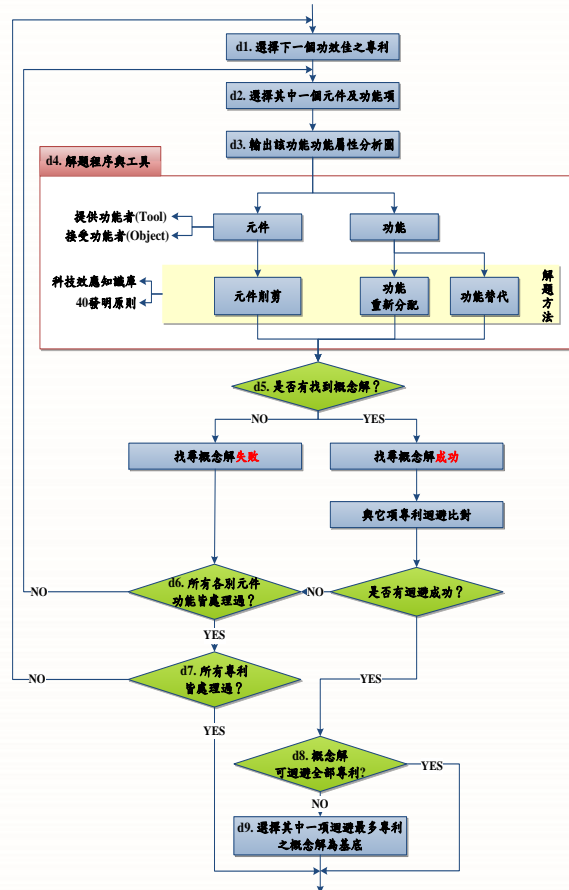 d1. 選擇下一個功效佳之專利
d2. 選擇其中一個元件及功能項
d3. 輸出該功能功能屬性分析圖
d4. 解題程序與工具
提供功能者(Tool)
接受功能者(Object)
元件
功能
科技效應知識庫
40發明原則
元件削剪
功能
重新分配
功能替代
解題方法
d5. 是否有找到概念解？
NO
YES
找尋概念解失敗
找尋概念解成功
與它項專利迴避比對
d6. 所有各別元件
功能皆處理過？
是否有迴避成功？
NO
NO
YES
d7. 所有專利
皆處理過？
NO
YES
YES
d8. 概念解
可迴避全部專利?
YES
NO
d9. 選擇其中一項迴避最多專利
之概念解為基底